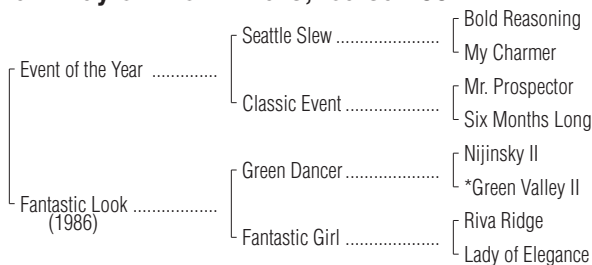 Bold Reasoning
Seattle Slew ....................
My Charmer
Event of the Year .............
Mr. Prospector
Classic Event ....................
Six Months Long
Nijinsky II
Green Dancer ....................
*Green Valley II
Fantastic Look .................
(1986)
Riva Ridge
Fantastic Girl ....................
Lady of Elegance